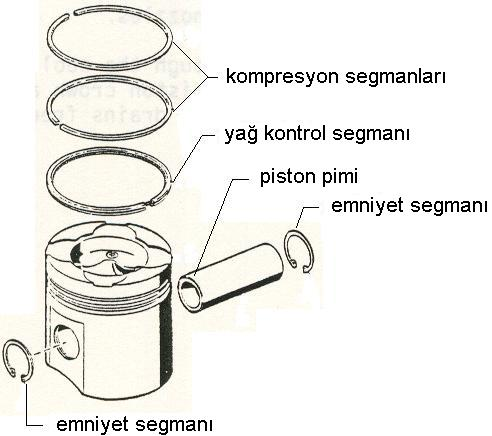 kompresyon segmanları
yağ kontrol segmanı
piston pimi
emniyet segmanı
emniyet segmanı